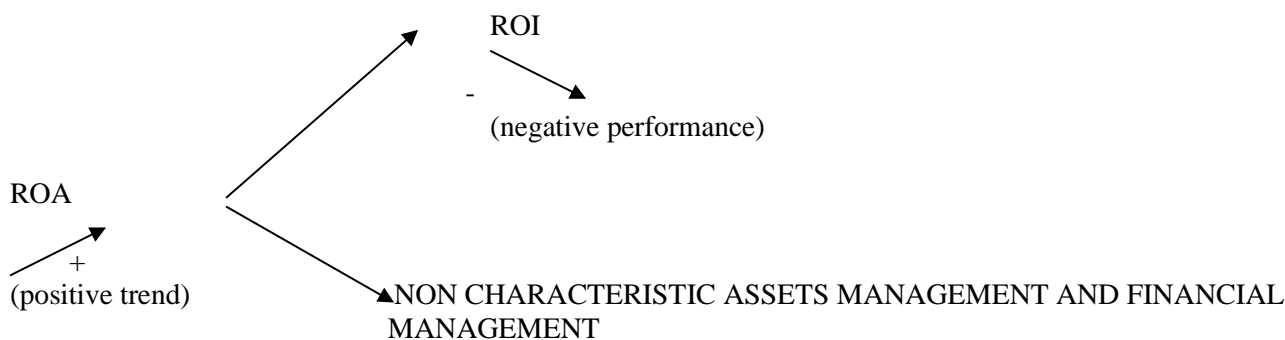 ROI
-
(negative performance)
ROA
+
(positive trend)
NON CHARACTERISTIC ASSETS MANAGEMENT AND FINANCIAL
MANAGEMENT